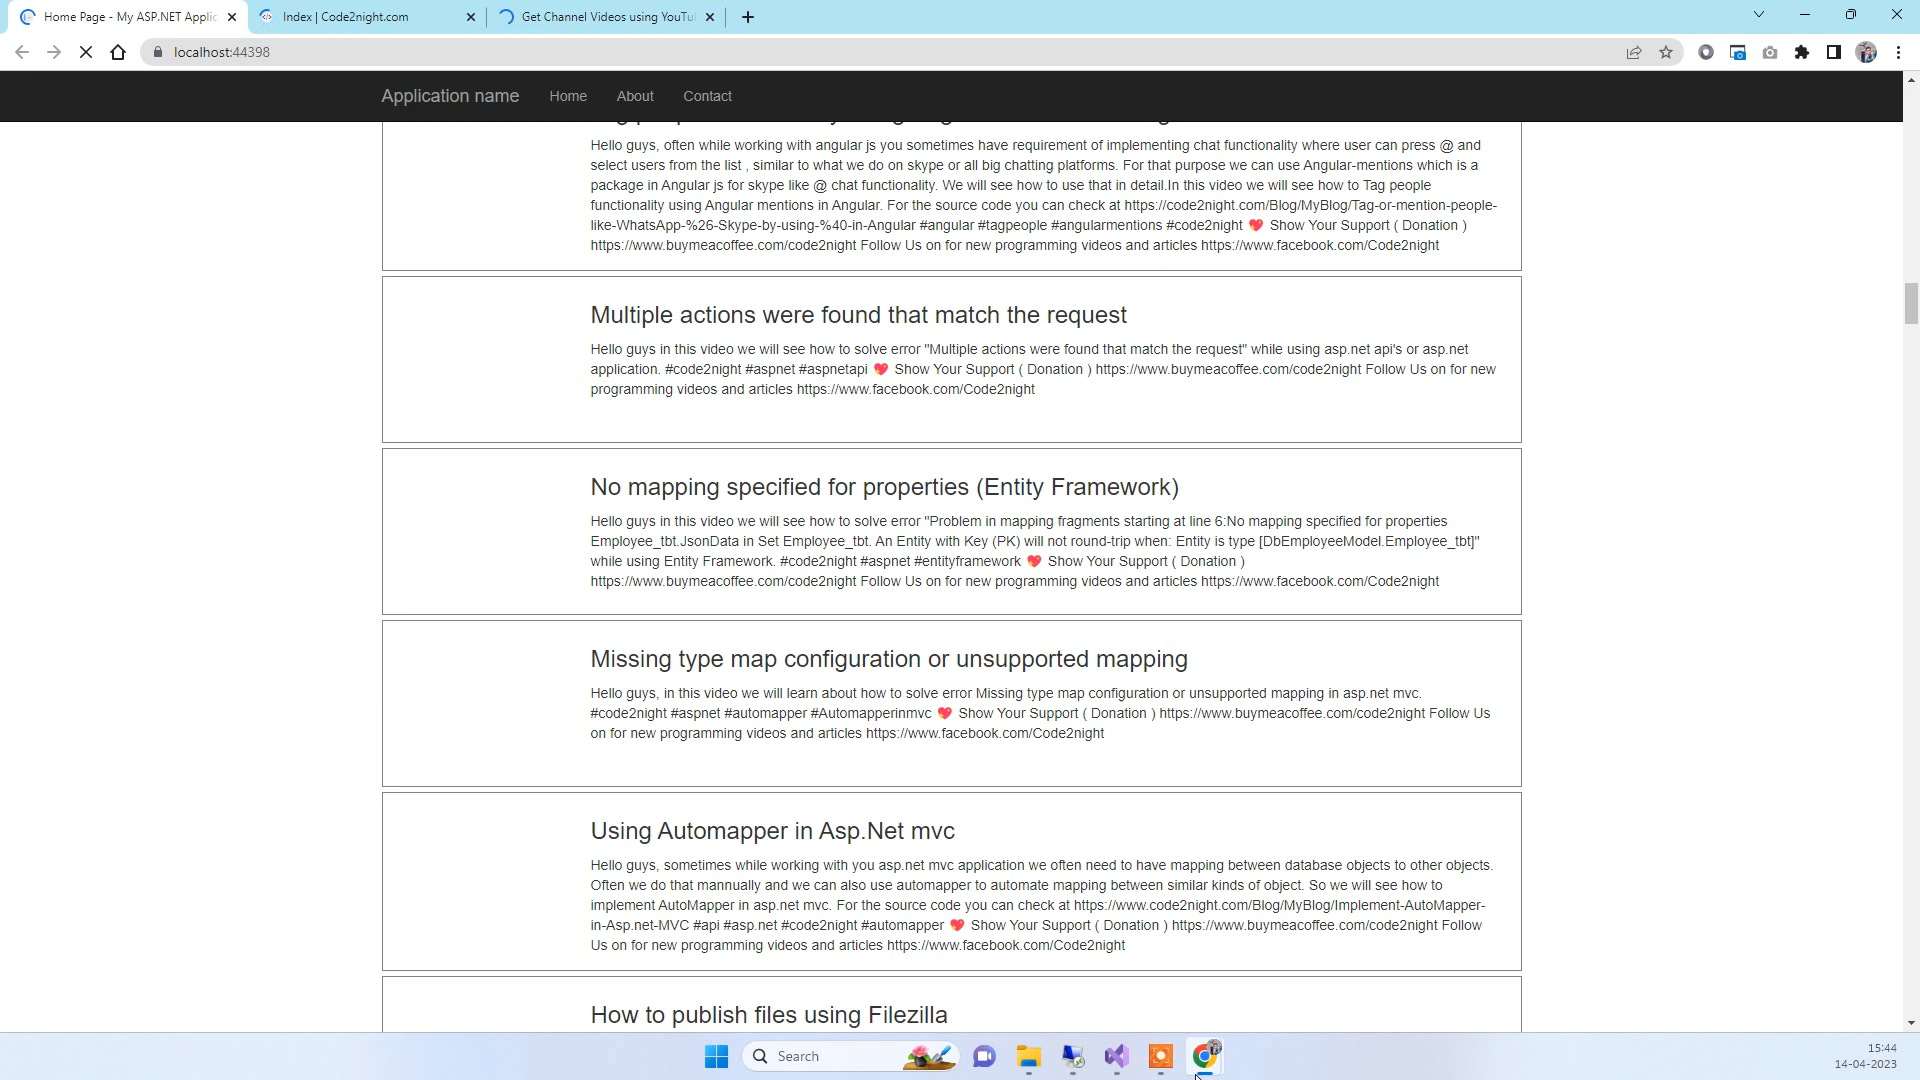 Home Page - My ASP.NET Applic
Index | Code2night.com
Get Channel Videos using YouTu
localhost:44398
Application name
Home
About
Contact
Hello guys, often while working with angular js you sometimes have requirement of implementing chat functionality where user can press @ and
select users from the list , similar to what we do on skype or all big chatting platforms. For that purpose we can use Angular-mentions which is a
package in Angular js for skype like @ chat functionality. We will see how to use that in detail.In this video we will see how to Tag people
functionality using Angular mentions in Angular. For the source code you can check at https://code2night.com/Blog/MyBlog/Tag-or-mention-people-
like-WhatsApp-%26-Skype-by-using-%40-in-Angular #angular #tagpeople #angularmentions #code2night 💖 Show Your Support ( Donation )
https://www.buymeacoffee.com/code2night Follow Us on for new programming videos and articles https://www.facebook.com/Code2night
Multiple actions were found that match the request
Hello guys in this video we will see how to solve error "Multiple actions were found that match the request" while using asp.net api's or asp.net
application. #code2night #aspnet #aspnetapi 💖 Show Your Support ( Donation ) https://www.buymeacoffee.com/code2night Follow Us on for new
programming videos and articles https://www.facebook.com/Code2night
No mapping specified for properties (Entity Framework)
Hello guys in this video we will see how to solve error "Problem in mapping fragments starting at line 6:No mapping specified for properties
Employee_tbt.JsonData in Set Employee_tbt. An Entity with Key (PK) will not round-trip when: Entity is type [DbEmployeeModel.Employee_tbt]"
while using Entity Framework. #code2night #aspnet #entityframework 💖 Show Your Support ( Donation )
https://www.buymeacoffee.com/code2night Follow Us on for new programming videos and articles https://www.facebook.com/Code2night
Missing type map configuration or unsupported mapping
Hello guys, in this video we will learn about how to solve error Missing type map configuration or unsupported mapping in asp.net mvc.
#code2night #aspnet #automapper #Automapperinmvc 💖 Show Your Support ( Donation ) https://www.buymeacoffee.com/code2night Follow Us
on for new programming videos and articles https://www.facebook.com/Code2night
Using Automapper in Asp.Net mvc
Hello guys, sometimes while working with you asp.net mvc application we often need to have mapping between database objects to other objects.
Often we do that mannually and we can also use automapper to automate mapping between similar kinds of object. So we will see how to
implement AutoMapper in asp.net mvc. For the source code you can check at https://www.code2night.com/Blog/MyBlog/Implement-AutoMapper-
in-Asp.net-MVC #api #asp.net #code2night #automapper 💖 Show Your Support ( Donation ) https://www.buymeacoffee.com/code2night Follow
Us on for new programming videos and articles https://www.facebook.com/Code2night
How to publish files using Filezilla
Search
15:44
14-04-2023